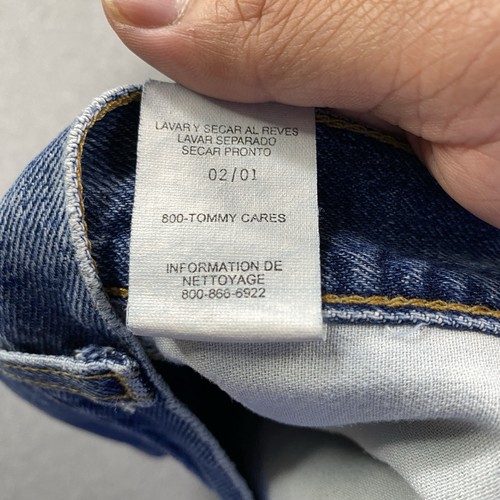 LAVAR Y SECAR AL REVES
LAVAR SEPARADO
SECAR PRONTO
02/01
800-TOMMY CARES
INFORMATION DE
NETTOYAGE
800-866-6922